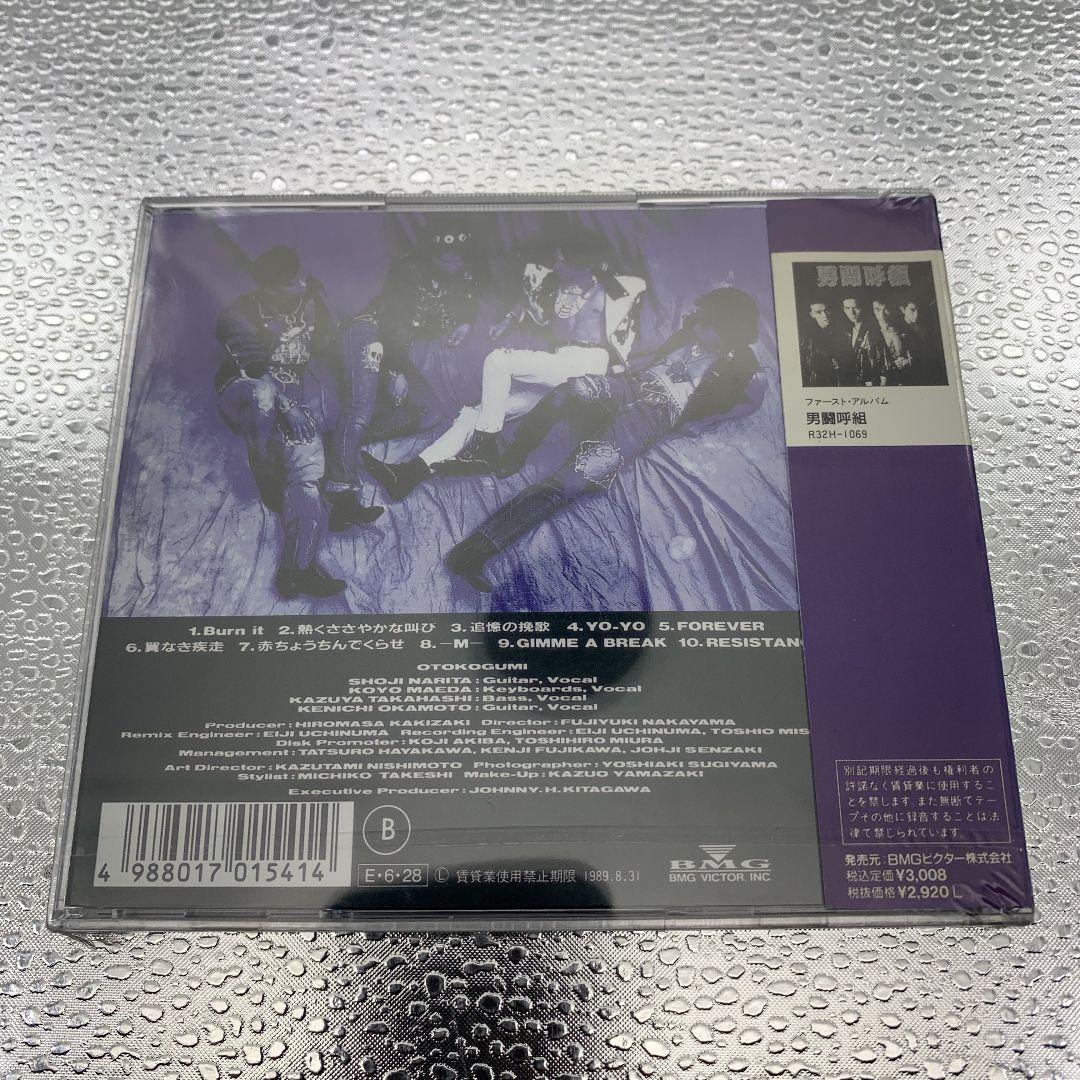 男闘呼組
ファースト・アルバム
男闘呼組
R32H-1069
1.Burn it 2.熱くささやかな叫び 3.追憶の挽歌 4.YO-YO 5.FOREVER
6.翼なき疾走 7.赤ちょうちんでくらせ 8.—M— 9.GIMME A BREAK 10.RESISTANC
OTOKOGUMI
SHOJI NARITA:Guitar, Vocal
KOYO MAEDA:Keyboards, Vocal
KAZUYA TAKAHASHI:Bass, Vocal
KENICHI OKAMOTO:Guitar, Vocal
Producer:HIROMASA KAKIZAKI Director:FUJIYUKI NAKAYAMA
Remix Engineer:EIJI UCHINUMA Recording Engineer:EIJI UCHINUMA, TOSHIO MIS
Disk Promoter:KOJI AKIBA, TOSHIHIRO MIURA
Management:TATSURO HAYAKAWA, KENJI FUJIKAWA, JOHJI SENZAKI
Art Director:KAZUTAMI NISHIMOTO Photographer:YOSHIAKI SUGIYAMA
Stylist:MICHIKO TAKESHI Make-Up:KAZUO YAMAZAKI
Executive Producer:JOHNNY.H.KITAGAWA
4 988017 015414
B
E・6・28 Ⓛ 賃貸業使用禁止期限 1989.8.31
BMG
BMG VICTOR, INC.
別記期限経過後も権利者の
許諾なく賃貸業に使用するこ
とを禁じます。また無断でテー
プその他に録音することは法
律で禁じられています。
発売元:BMGビクター株式会社
税込定価¥3,008
税抜価格¥2,920 L